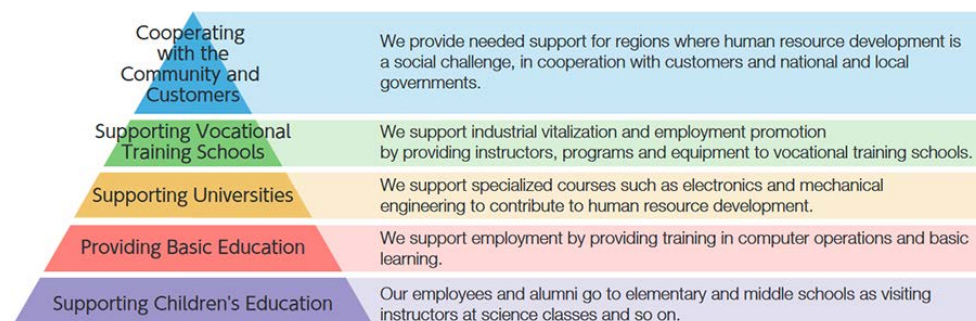 Cooperating
with the
Community and
Customers
We provide needed support for regions where human resource development is
a social challenge, in cooperation with customers and national and local
governments.
Supporting Vocational
Training Schools
We support industrial vitalization and employment promotion
by providing instructors, programs and equipment to vocational training schools.
Supporting Universities
We support specialized courses such as electronics and mechanical
engineering to contribute to human resource development.
Providing Basic Education
We support employment by providing training in computer operations and basic
learning.
Supporting Children's Education
Our employees and alumni go to elementary and middle schools as visiting
instructors at science classes and so on.